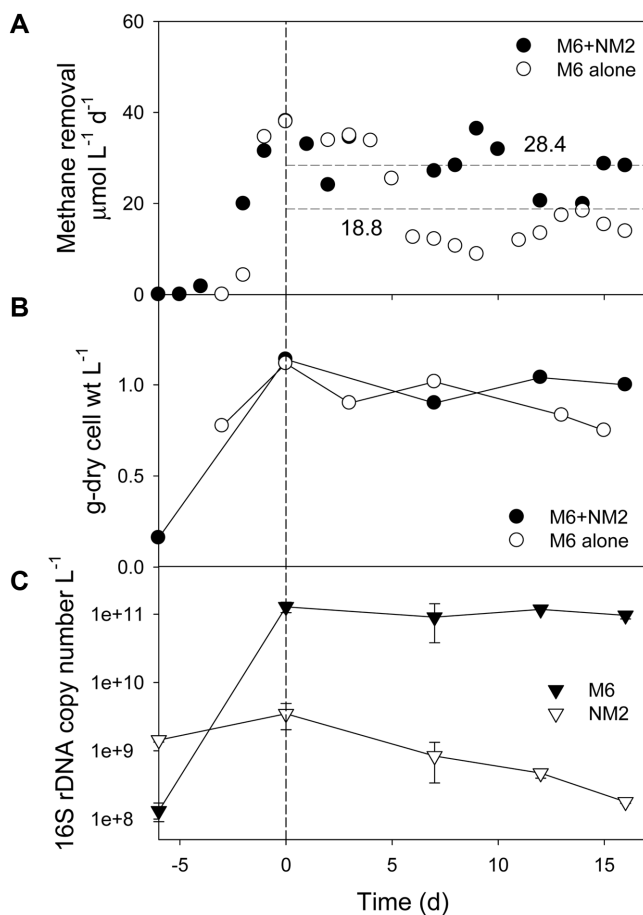 A
Methane removal
μmol L⁻¹ d⁻¹
60
40
20
0
M6+NM2
M6 alone
28.4
18.8
B
g-dry cell wt L⁻¹
1.0
0.5
0.0
M6+NM2
M6 alone
C
16S rDNA copy number L⁻¹
1e+11
1e+10
1e+9
1e+8
M6
NM2
-5
0
5
10
15
Time (d)